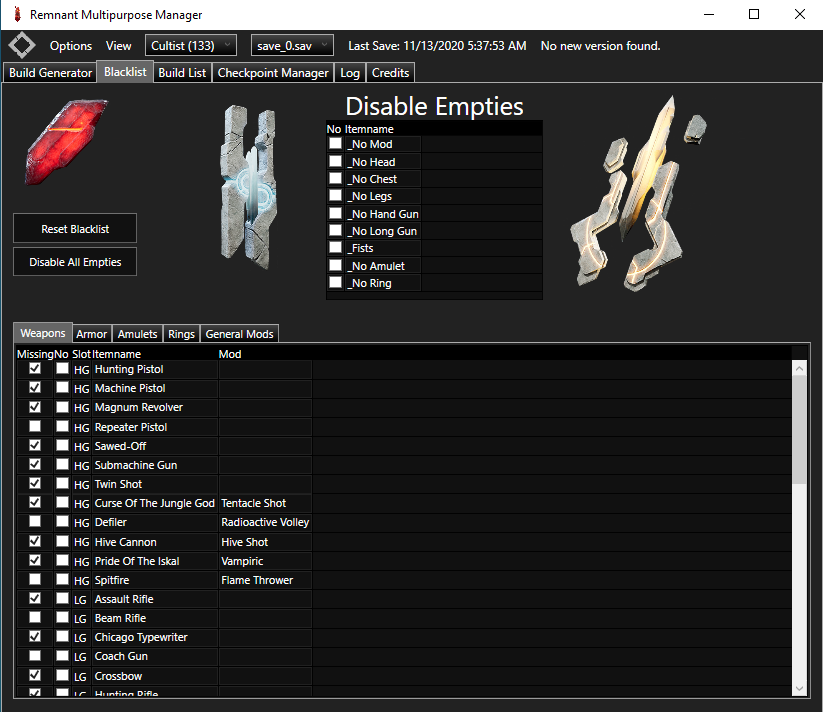 Remnant Multipurpose Manager
Options View Cultist (133) save_0.sav Last Save: 11/13/2020 5:37:53 AM No new version found.
Build Generator Blacklist Build List Checkpoint Manager Log Credits
Disable Empties
No Itemname
_No Mod
_No Head
_No Chest
_No Legs
_No Hand Gun
_No Long Gun
_Fists
_No Amulet
_No Ring
Reset Blacklist
Disable All Empties
Weapons Armor Amulets Rings General Mods
Missing No Slot Itemname Mod
HG Hunting Pistol
HG Machine Pistol
HG Magnum Revolver
HG Repeater Pistol
HG Sawed-Off
HG Submachine Gun
HG Twin Shot
HG Curse Of The Jungle God Tentacle Shot
HG Defiler Radioactive Volley
HG Hive Cannon Hive Shot
HG Pride Of The Iskal Vampiric
HG Spitfire Flame Thrower
LG Assault Rifle
LG Beam Rifle
LG Chicago Typewriter
LG Coach Gun
LG Crossbow
LG Hunting Rifle